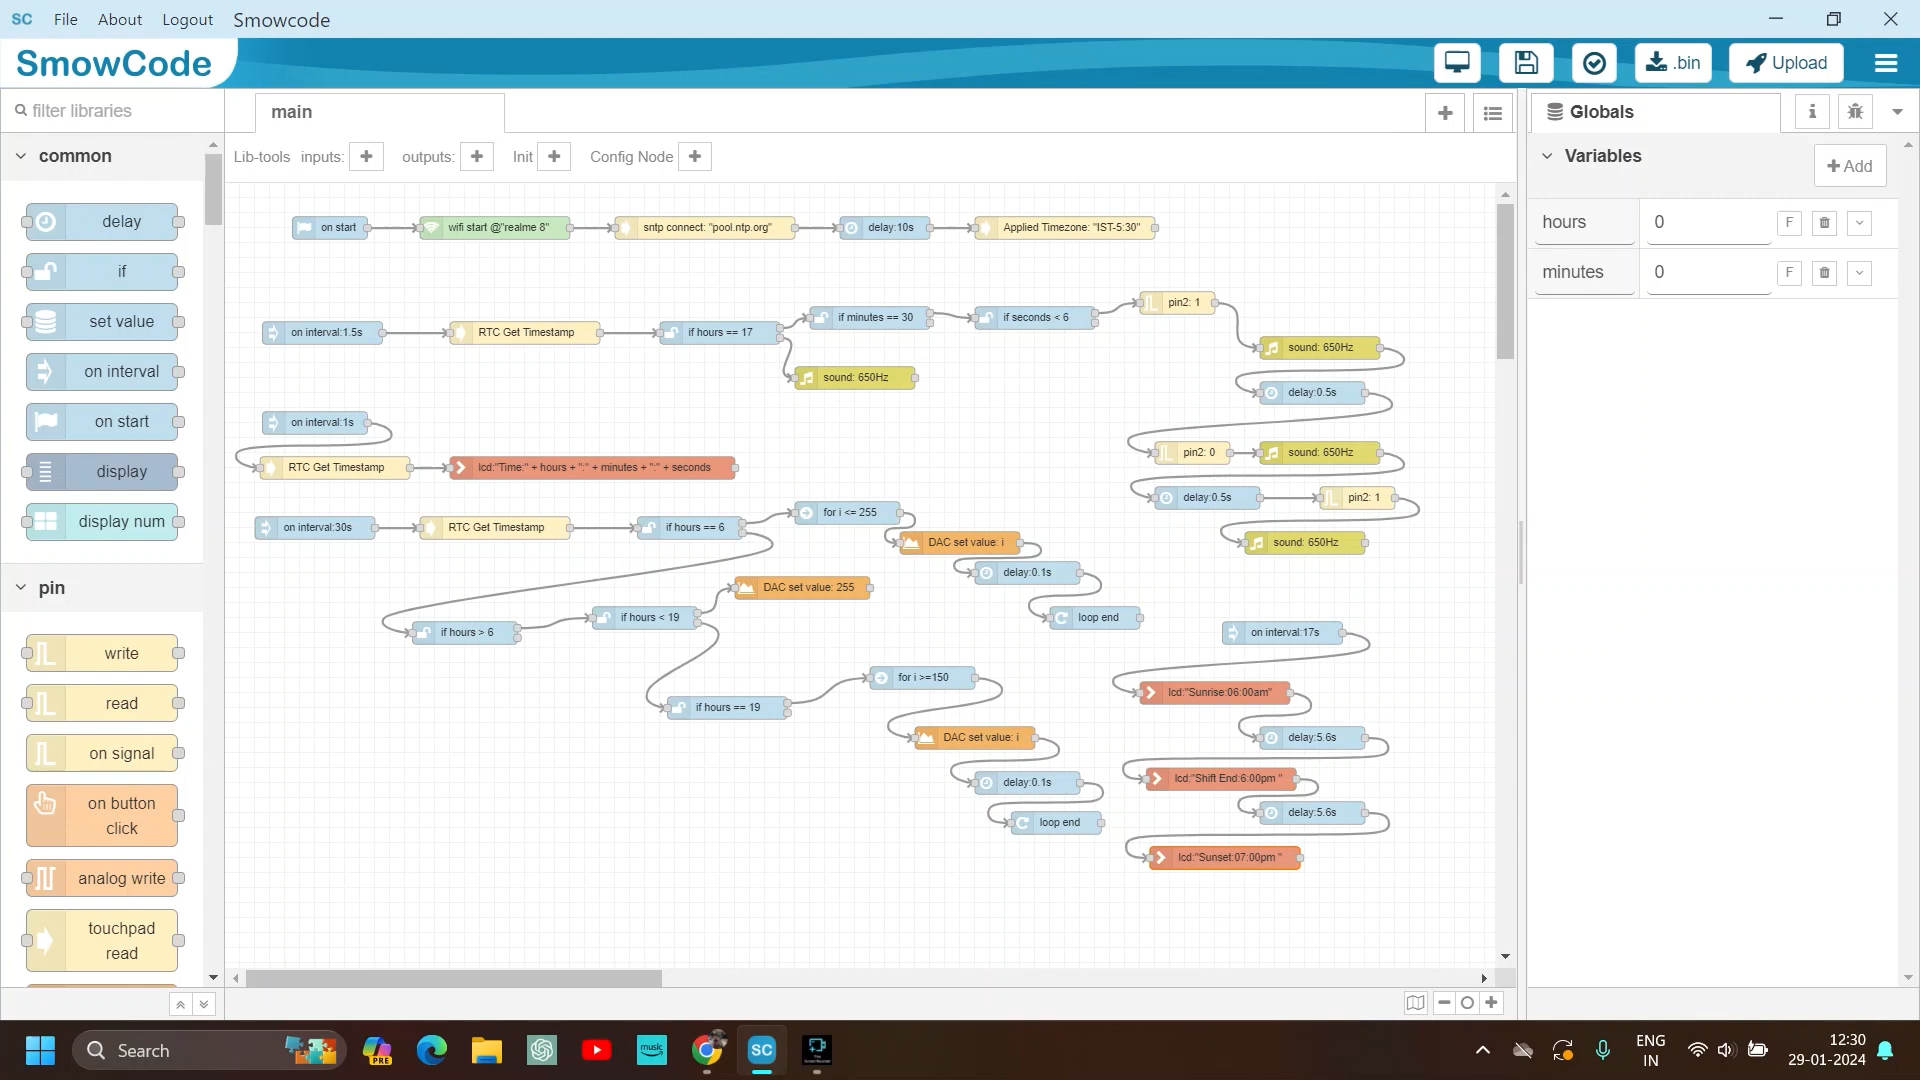 SC File About Logout Smowcode
SmowCode
.bin
Upload
filter libraries
main
Globals
Lib-tools inputs: outputs: Init Config Node
common
Variables
Add
delay
if
set value
on interval
on start
display
display num
pin
write
read
on signal
on button
click
analog write
touchpad
read
hours 0 F
minutes 0 F
on start
wifi start @"realme 8"
sntp connect: "pool.ntp.org"
delay:10s
Applied Timezone: "IST-5:30"
on interval:1.5s
RTC Get Timestamp
if hours == 17
if minutes == 30
if seconds < 6
pin2: 1
sound: 650Hz
sound: 650Hz
delay:0.5s
pin2: 0
sound: 650Hz
delay:0.5s
pin2: 1
sound: 650Hz
on interval:1s
RTC Get Timestamp
lcd:"Time:" + hours + ":" + minutes + ":" + seconds
on interval:30s
RTC Get Timestamp
if hours == 6
for i <= 255
DAC set value: i
delay:0.1s
loop end
if hours > 6
if hours < 19
DAC set value: 255
if hours == 19
for i >=150
DAC set value: i
delay:0.1s
loop end
on interval:17s
lcd:"Sunrise:06:00am"
delay:5.6s
lcd:"Shift End:6:00pm "
delay:5.6s
lcd:"Sunset:07:00pm "
Search
PRE
music
SC
ENG
IN
12:30
29-01-2024